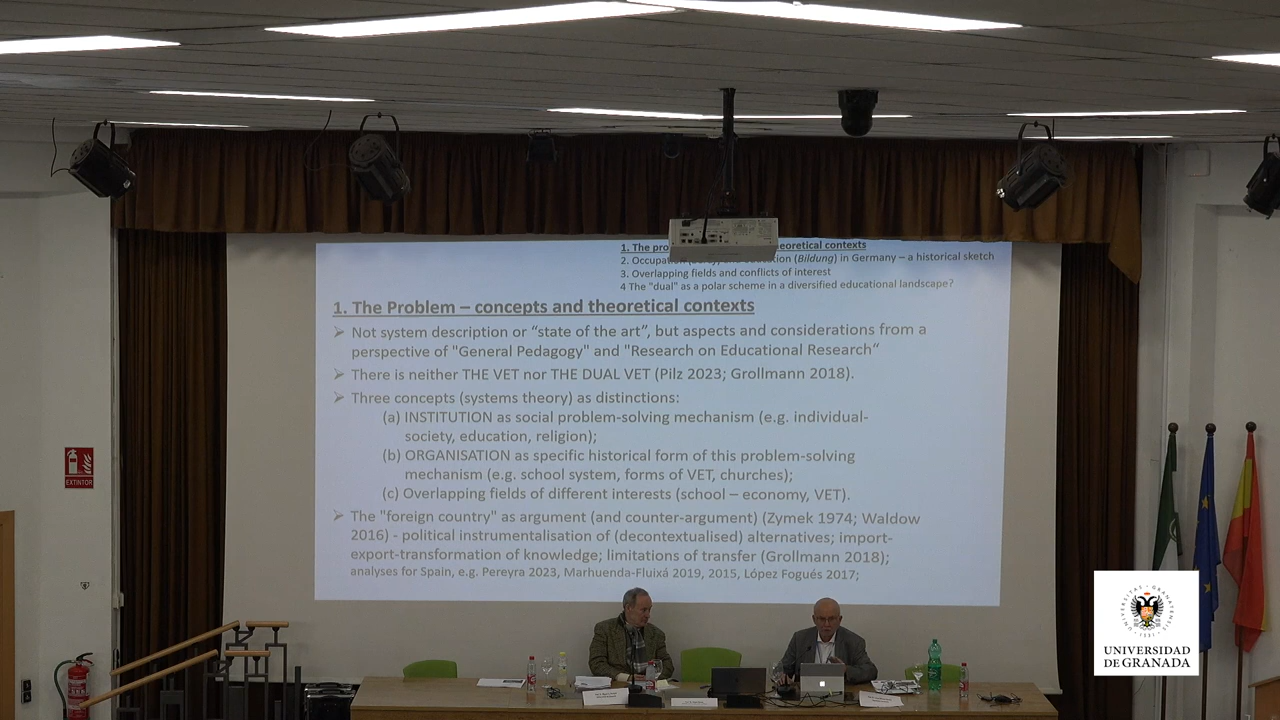 1. The pro theoretical contexts
2. Occupation (Bildung) in Germany – a historical sketch
3. Overlapping fields and conflicts of interest
4 The "dual" as a polar scheme in a diversified educational landscape?
1. The Problem – concepts and theoretical contexts
➤ Not system description or “state of the art”, but aspects and considerations from a
perspective of "General Pedagogy" and "Research on Educational Research“
➤ There is neither THE VET nor THE DUAL VET (Pilz 2023; Grollmann 2018).
➤ Three concepts (systems theory) as distinctions:
(a) INSTITUTION as social problem-solving mechanism (e.g. individual-
society, education, religion);
(b) ORGANISATION as specific historical form of this problem-solving
mechanism (e.g. school system, forms of VET, churches);
(c) Overlapping fields of different interests (school – economy, VET).
➤ The "foreign country" as argument (and counter-argument) (Zymek 1974; Waldow
2016) - political instrumentalisation of (decontextualised) alternatives; import-
export-transformation of knowledge; limitations of transfer (Grollmann 2018);
analyses for Spain, e.g. Pereyra 2023, Marhuenda-Fluixá 2019, 2015, López Fogués 2017;
EXTINTOR
UNIVERSITAS GRANATENSIS
1531
UNIVERSIDAD
DE GRANADA